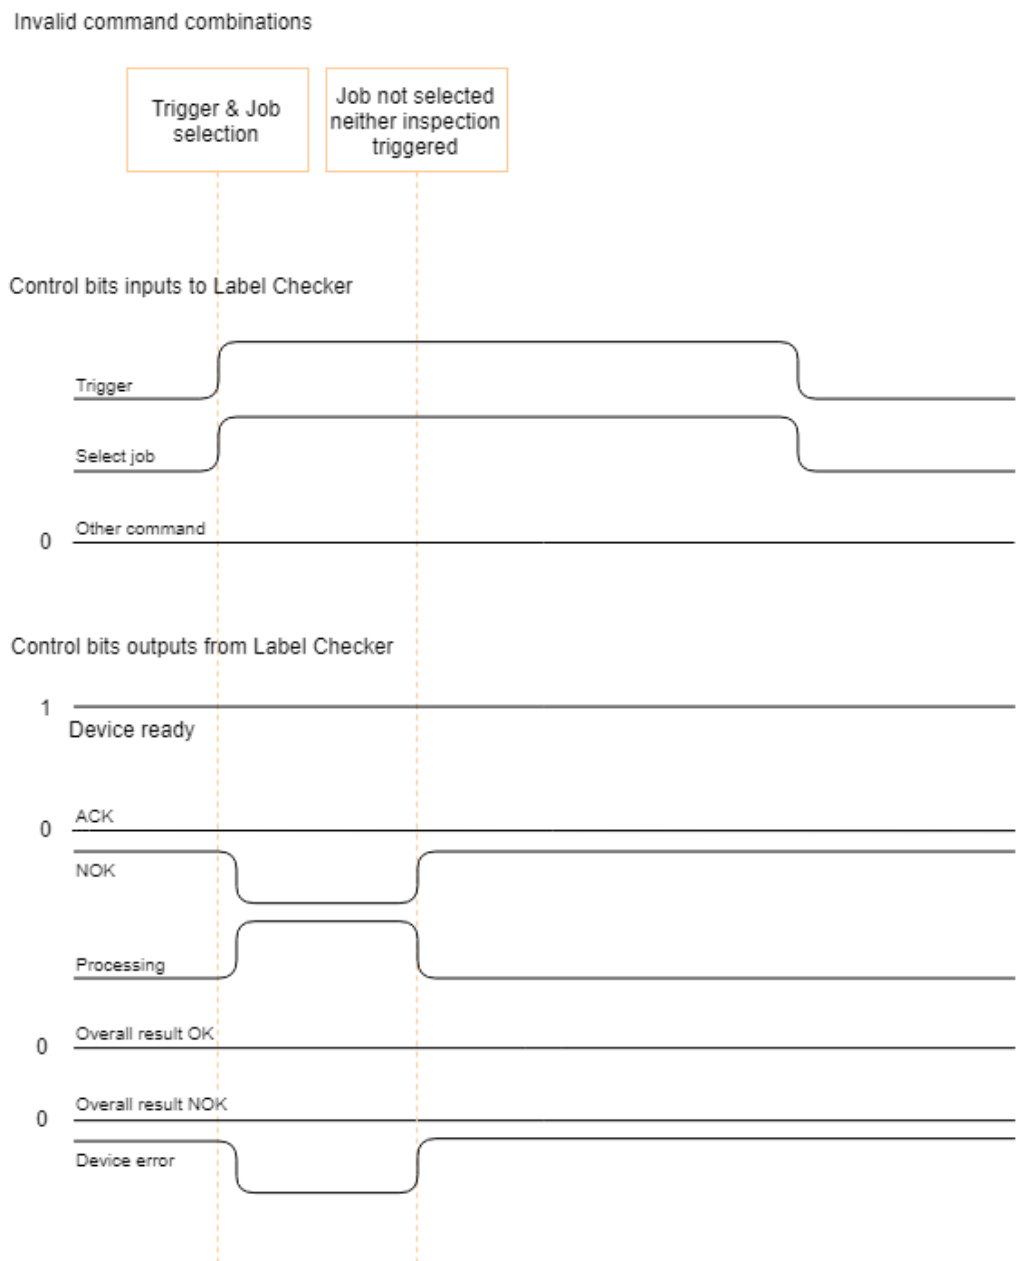 Invalid command combinations
Trigger & Job
selection
Job not selected
neither inspection
triggered
Control bits inputs to Label Checker
Trigger
Select job
Other command
0
Control bits outputs from Label Checker
1
Device ready
ACK
0
NOK
Processing
Overall result OK
0
Overall result NOK
0
Device error